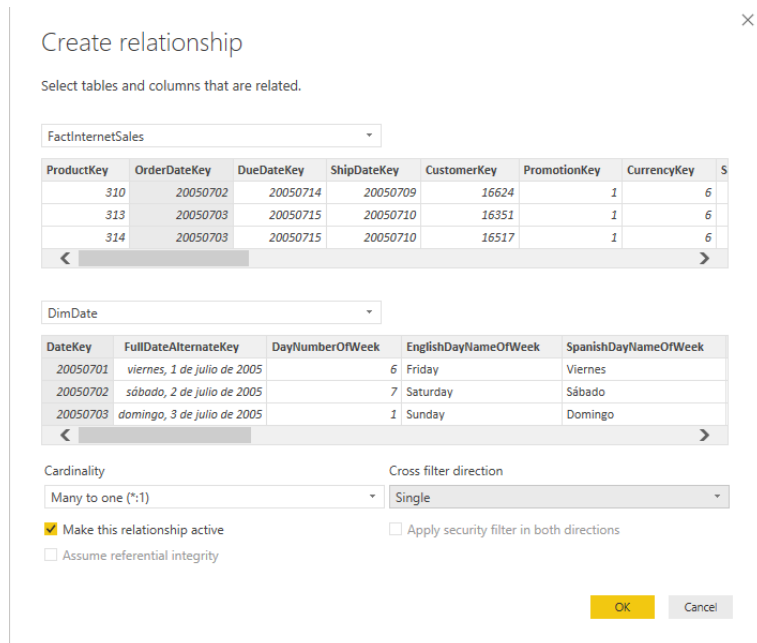 Create relationship
Select tables and columns that are related.
FactInternetSales
ProductKey OrderDateKey DueDateKey ShipDateKey CustomerKey PromotionKey CurrencyKey S
310 20050702 20050714 20050709 16624 1 6
313 20050703 20050715 20050710 16351 1 6
314 20050703 20050715 20050710 16517 1 6
DimDate
DateKey FullDateAlternateKey DayNumberOfWeek EnglishDayNameOfWeek SpanishDayNameOfWeek
20050701 viernes, 1 de julio de 2005 6 Friday Viernes
20050702 sábado, 2 de julio de 2005 7 Saturday Sábado
20050703 domingo, 3 de julio de 2005 1 Sunday Domingo
Cardinality Cross filter direction
Many to one (*:1) Single
Make this relationship active Apply security filter in both directions
Assume referential integrity
OK Cancel